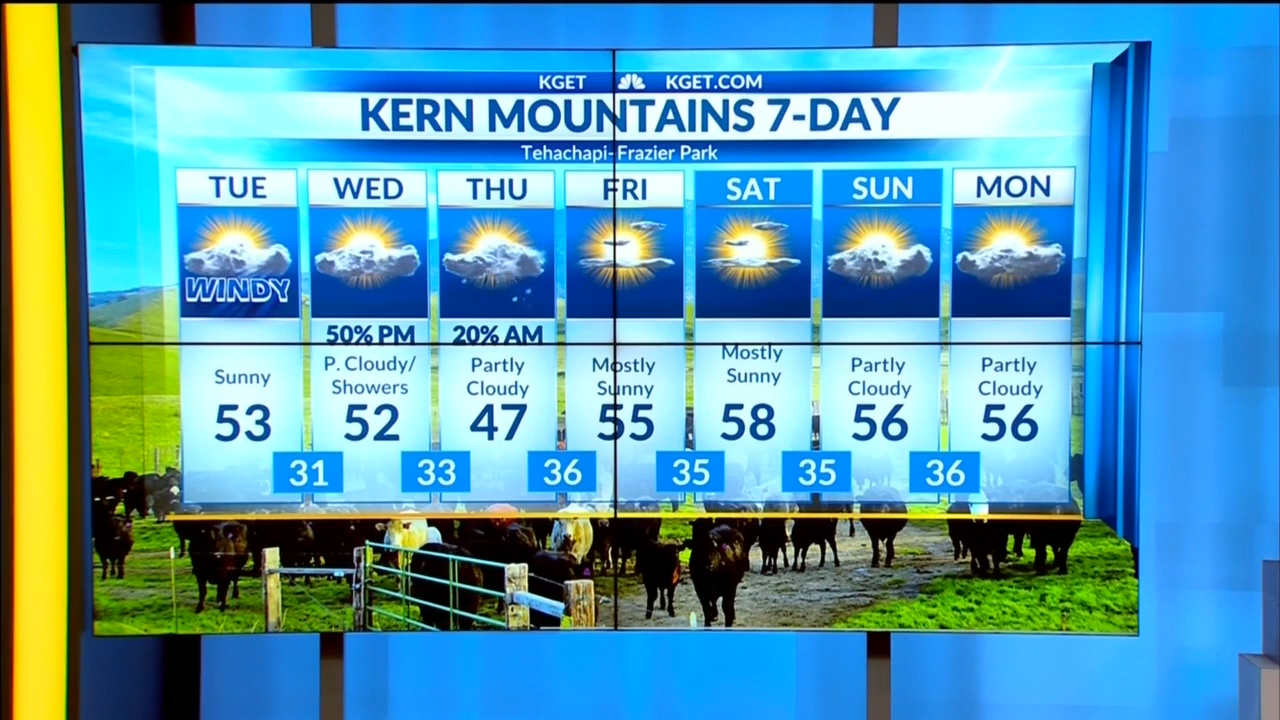 KGET KGET.COM
KERN MOUNTAINS 7-DAY
Tehachapi-Frazier Park
TUE WED THU FRI SAT SUN MON
WINDY
50% PM 20% AM
Sunny
P. Cloudy/
Showers
Partly
Cloudy
Mostly
Sunny
Mostly
Sunny
Partly
Cloudy
Partly
Cloudy
53 52 47 55 58 56 56
31 33 36 35 35 36